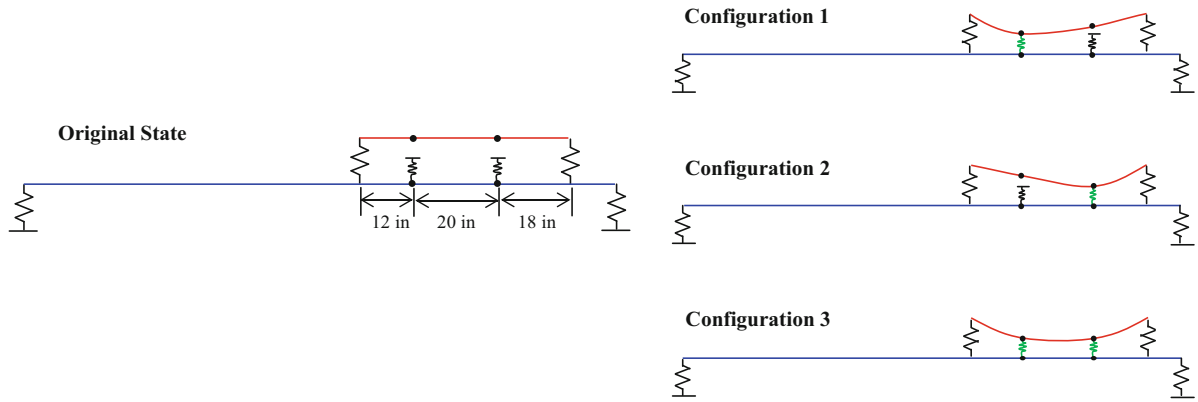 Original State
12 in
20 in
18 in
Configuration 1
Configuration 2
Configuration 3